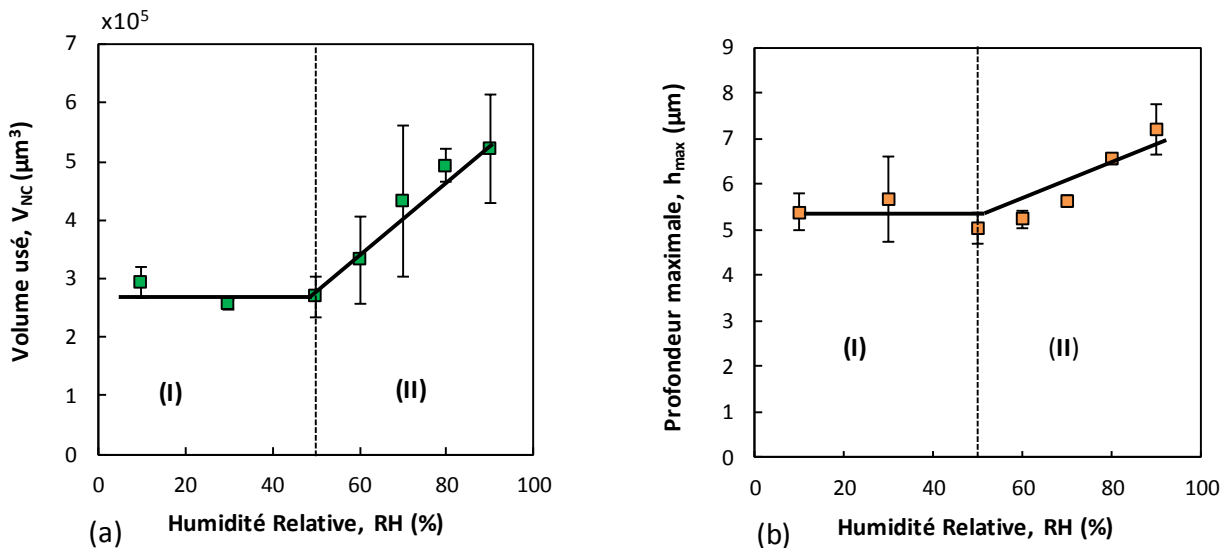 x10⁵
7
6
5
4
3
2
1
0
0 20 40 60 80 100
Volume usé, V_NC (µm³)
Humidité Relative, RH (%)
(I)
(II)
(a)
9
8
7
6
5
4
3
2
1
0
0 20 40 60 80 100
Profondeur maximale, h_max (µm)
Humidité Relative, RH (%)
(I)
(II)
(b)